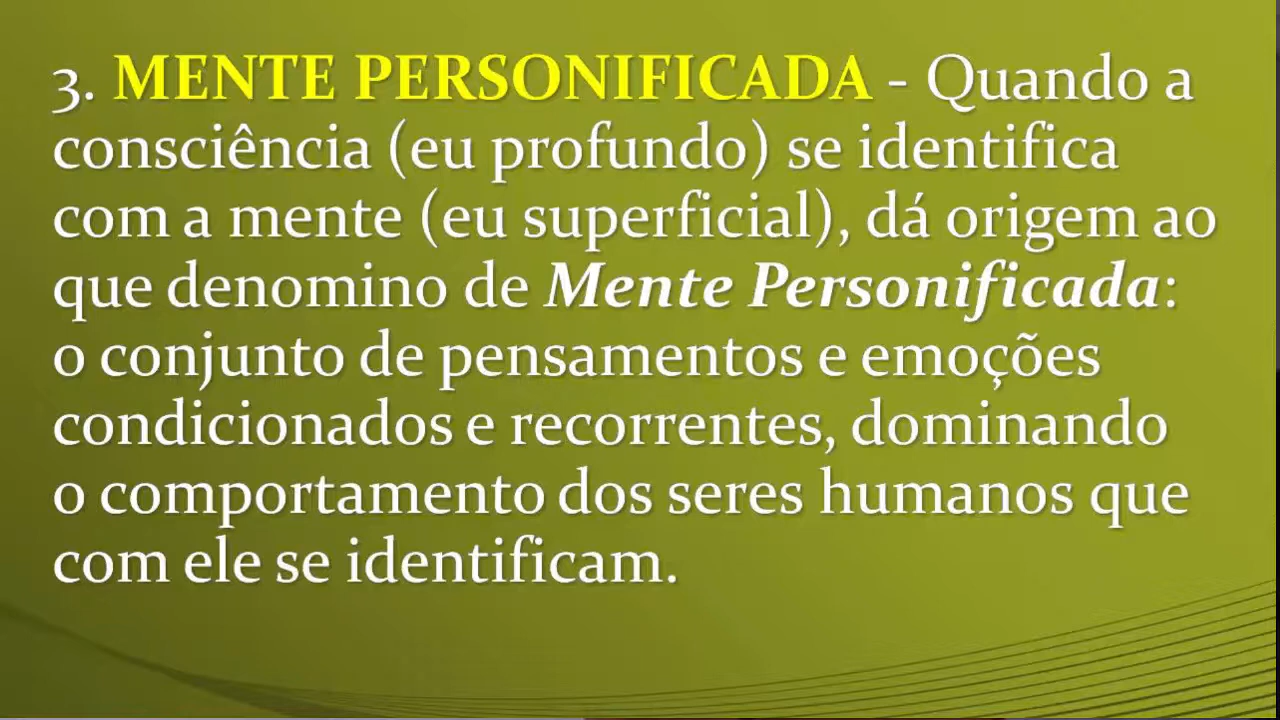 3. MENTE PERSONIFICADA - Quando a
consciência (eu profundo) se identifica
com a mente (eu superficial), dá origem ao
que denomino de Mente Personificada:
o conjunto de pensamentos e emoções
condicionados e recorrentes, dominando
o comportamento dos seres humanos que
com ele se identificam.